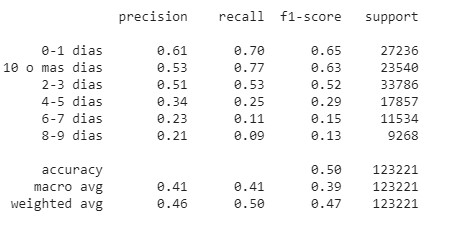 precision recall f1-score support
0-1 dias 0.61 0.70 0.65 27236
10 o mas dias 0.53 0.77 0.63 23540
2-3 dias 0.51 0.53 0.52 33786
4-5 dias 0.34 0.25 0.29 17857
6-7 dias 0.23 0.11 0.15 11534
8-9 dias 0.21 0.09 0.13 9268
accuracy 0.50 123221
macro avg 0.41 0.41 0.39 123221
weighted avg 0.46 0.50 0.47 123221